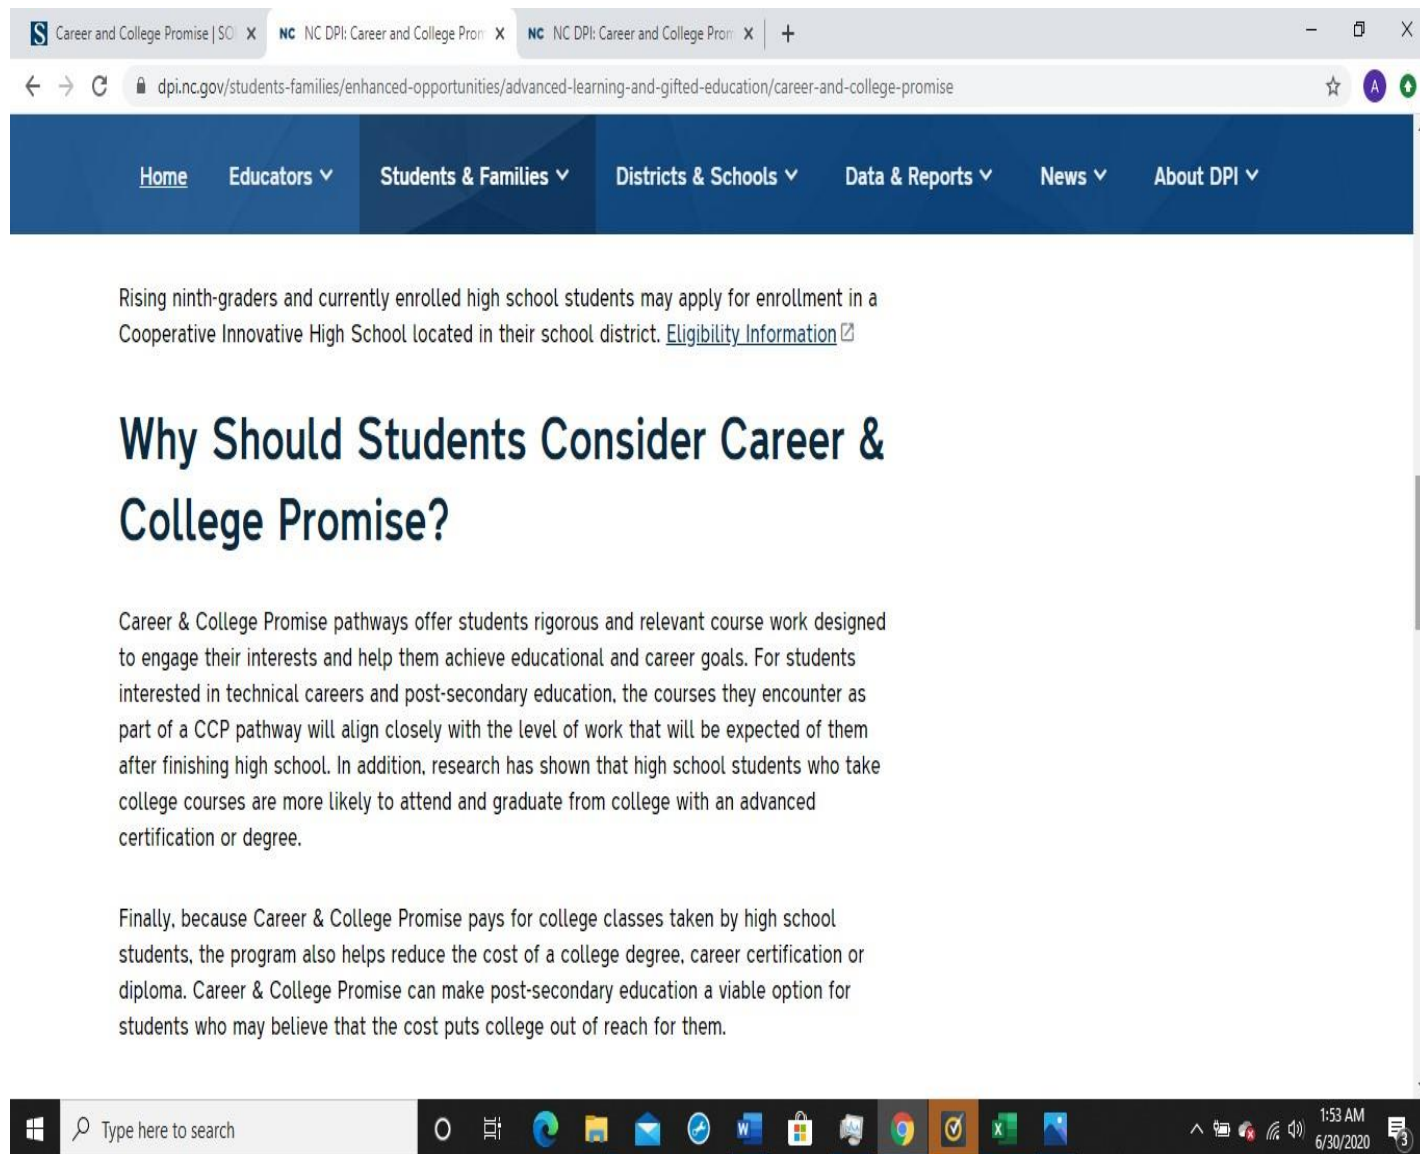 Career and College Promise | SO
NC DPI: Career and College Prom
NC DPI: Career and College Prom
dpi.nc.gov/students-families/enhanced-opportunities/advanced-learning-and-gifted-education/career-and-college-promise
A
Home Educators Students & Families Districts & Schools Data & Reports News About DPI
Rising ninth-graders and currently enrolled high school students may apply for enrollment in a
Cooperative Innovative High School located in their school district. Eligibility Information
Why Should Students Consider Career &
College Promise?
Career & College Promise pathways offer students rigorous and relevant course work designed
to engage their interests and help them achieve educational and career goals. For students
interested in technical careers and post-secondary education, the courses they encounter as
part of a CCP pathway will align closely with the level of work that will be expected of them
after finishing high school. In addition, research has shown that high school students who take
college courses are more likely to attend and graduate from college with an advanced
certification or degree.
Finally, because Career & College Promise pays for college classes taken by high school
students, the program also helps reduce the cost of a college degree, career certification or
diploma. Career & College Promise can make post-secondary education a viable option for
students who may believe that the cost puts college out of reach for them.
Type here to search
1:53 AM
6/30/2020
3